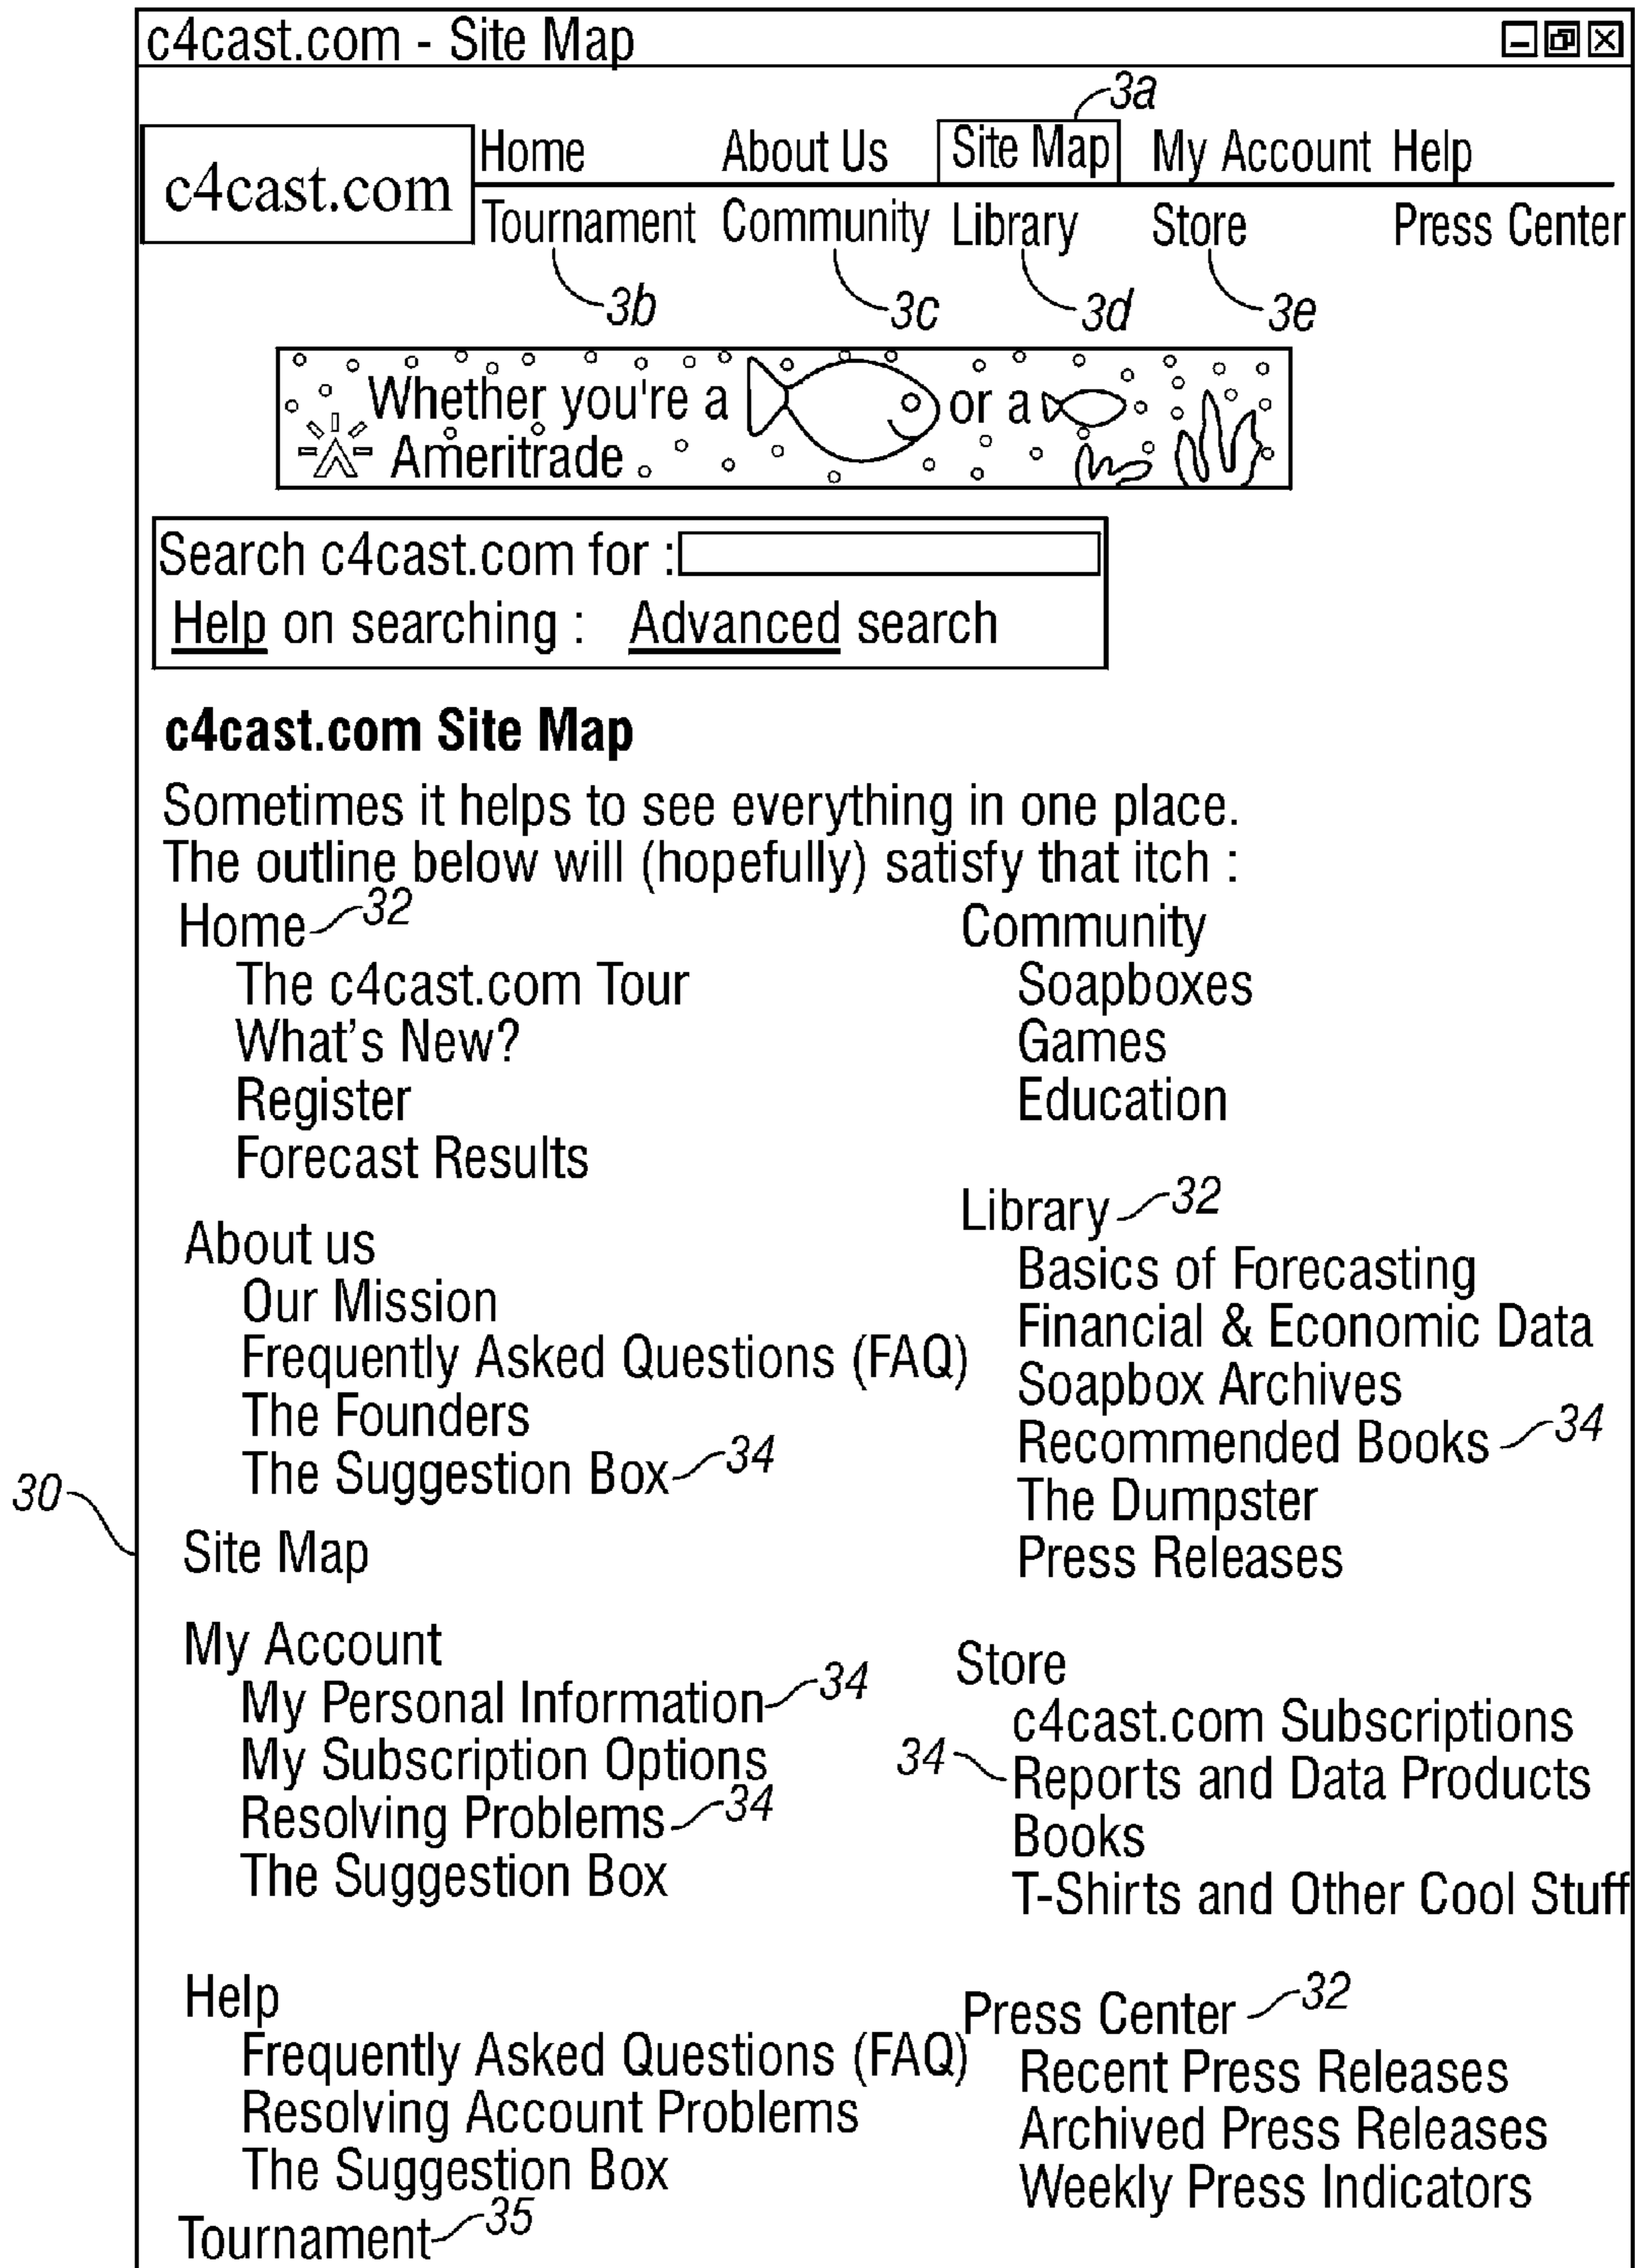 c4cast.com - Site Map
3a
c4cast.com
Home About Us Site Map My Account Help
Tournament Community Library Store Press Center
3b 3c 3d 3e
Whether you're a or a
Ameritrade
Search c4cast.com for :
Help on searching : Advanced search
c4cast.com Site Map
Sometimes it helps to see everything in one place.
The outline below will (hopefully) satisfy that itch :
Home 32
The c4cast.com Tour
What's New?
Register
Forecast Results
About us
Our Mission
Frequently Asked Questions (FAQ)
The Founders
The Suggestion Box 34
30
Site Map
My Account
My Personal Information 34
My Subscription Options
Resolving Problems 34
The Suggestion Box
Help
Frequently Asked Questions (FAQ)
Resolving Account Problems
The Suggestion Box
Tournament 35
Community
Soapboxes
Games
Education
Library 32
Basics of Forecasting
Financial & Economic Data
Soapbox Archives
Recommended Books 34
The Dumpster
Press Releases
Store
c4cast.com Subscriptions
34 Reports and Data Products
Books
T-Shirts and Other Cool Stuff
Press Center 32
Recent Press Releases
Archived Press Releases
Weekly Press Indicators